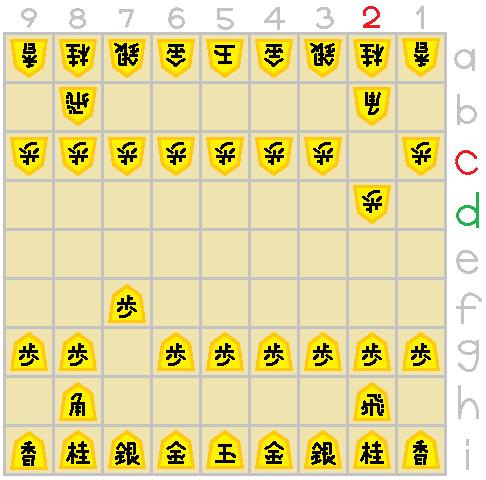 9 8 7 6 5 4 3 2 1
香 桂 銀 金 王 金 銀 桂 香 a
飛 角 b
歩 歩 歩 歩 歩 歩 歩 歩 c
歩 d
e
歩 f
歩 歩 歩 歩 歩 歩 歩 歩 g
角 飛 h
香 桂 銀 金 玉 金 銀 桂 香 i